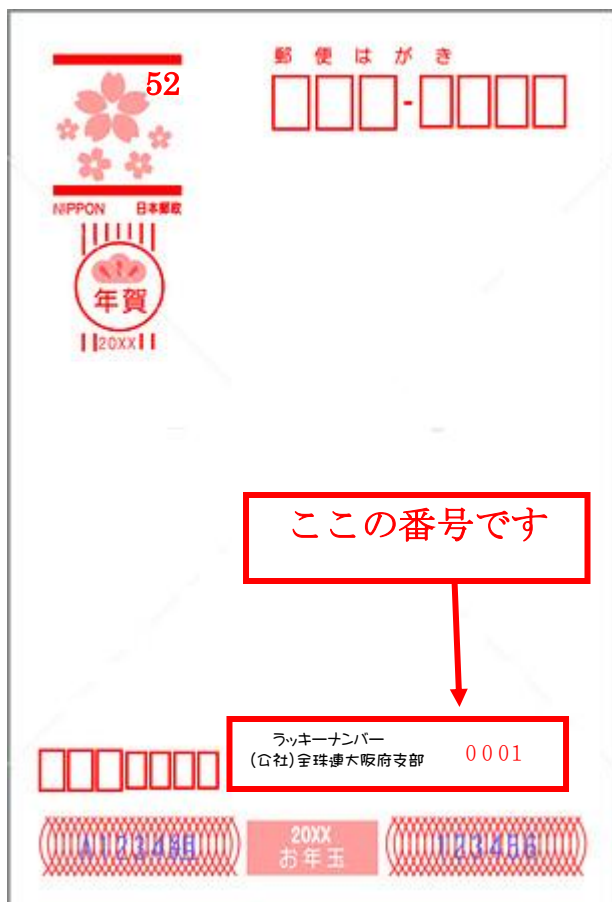 52
郵便はがき
NIPPON 日本郵政
年賀
20XX
ここの番号です
ラッキーナンバー
(公社)全珠連大阪府支部 0001
20XX
お年玉
123456